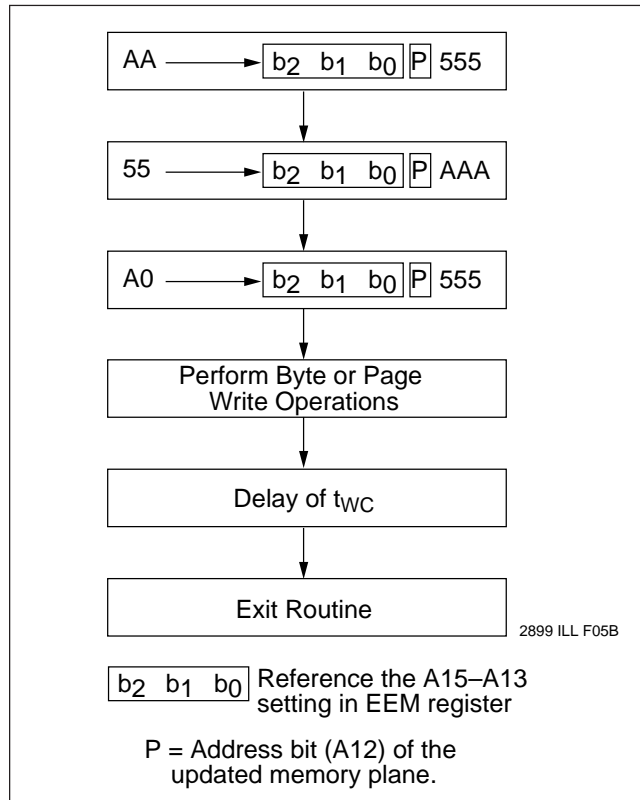 AA b2 b1 b0 P 555
55 b2 b1 b0 P AAA
A0 b2 b1 b0 P 555
Perform Byte or Page
Write Operations
Delay of tWC
Exit Routine
2899 ILL F05B
b2 b1 b0 Reference the A15–A13
setting in EEM register
P = Address bit (A12) of the
updated memory plane.